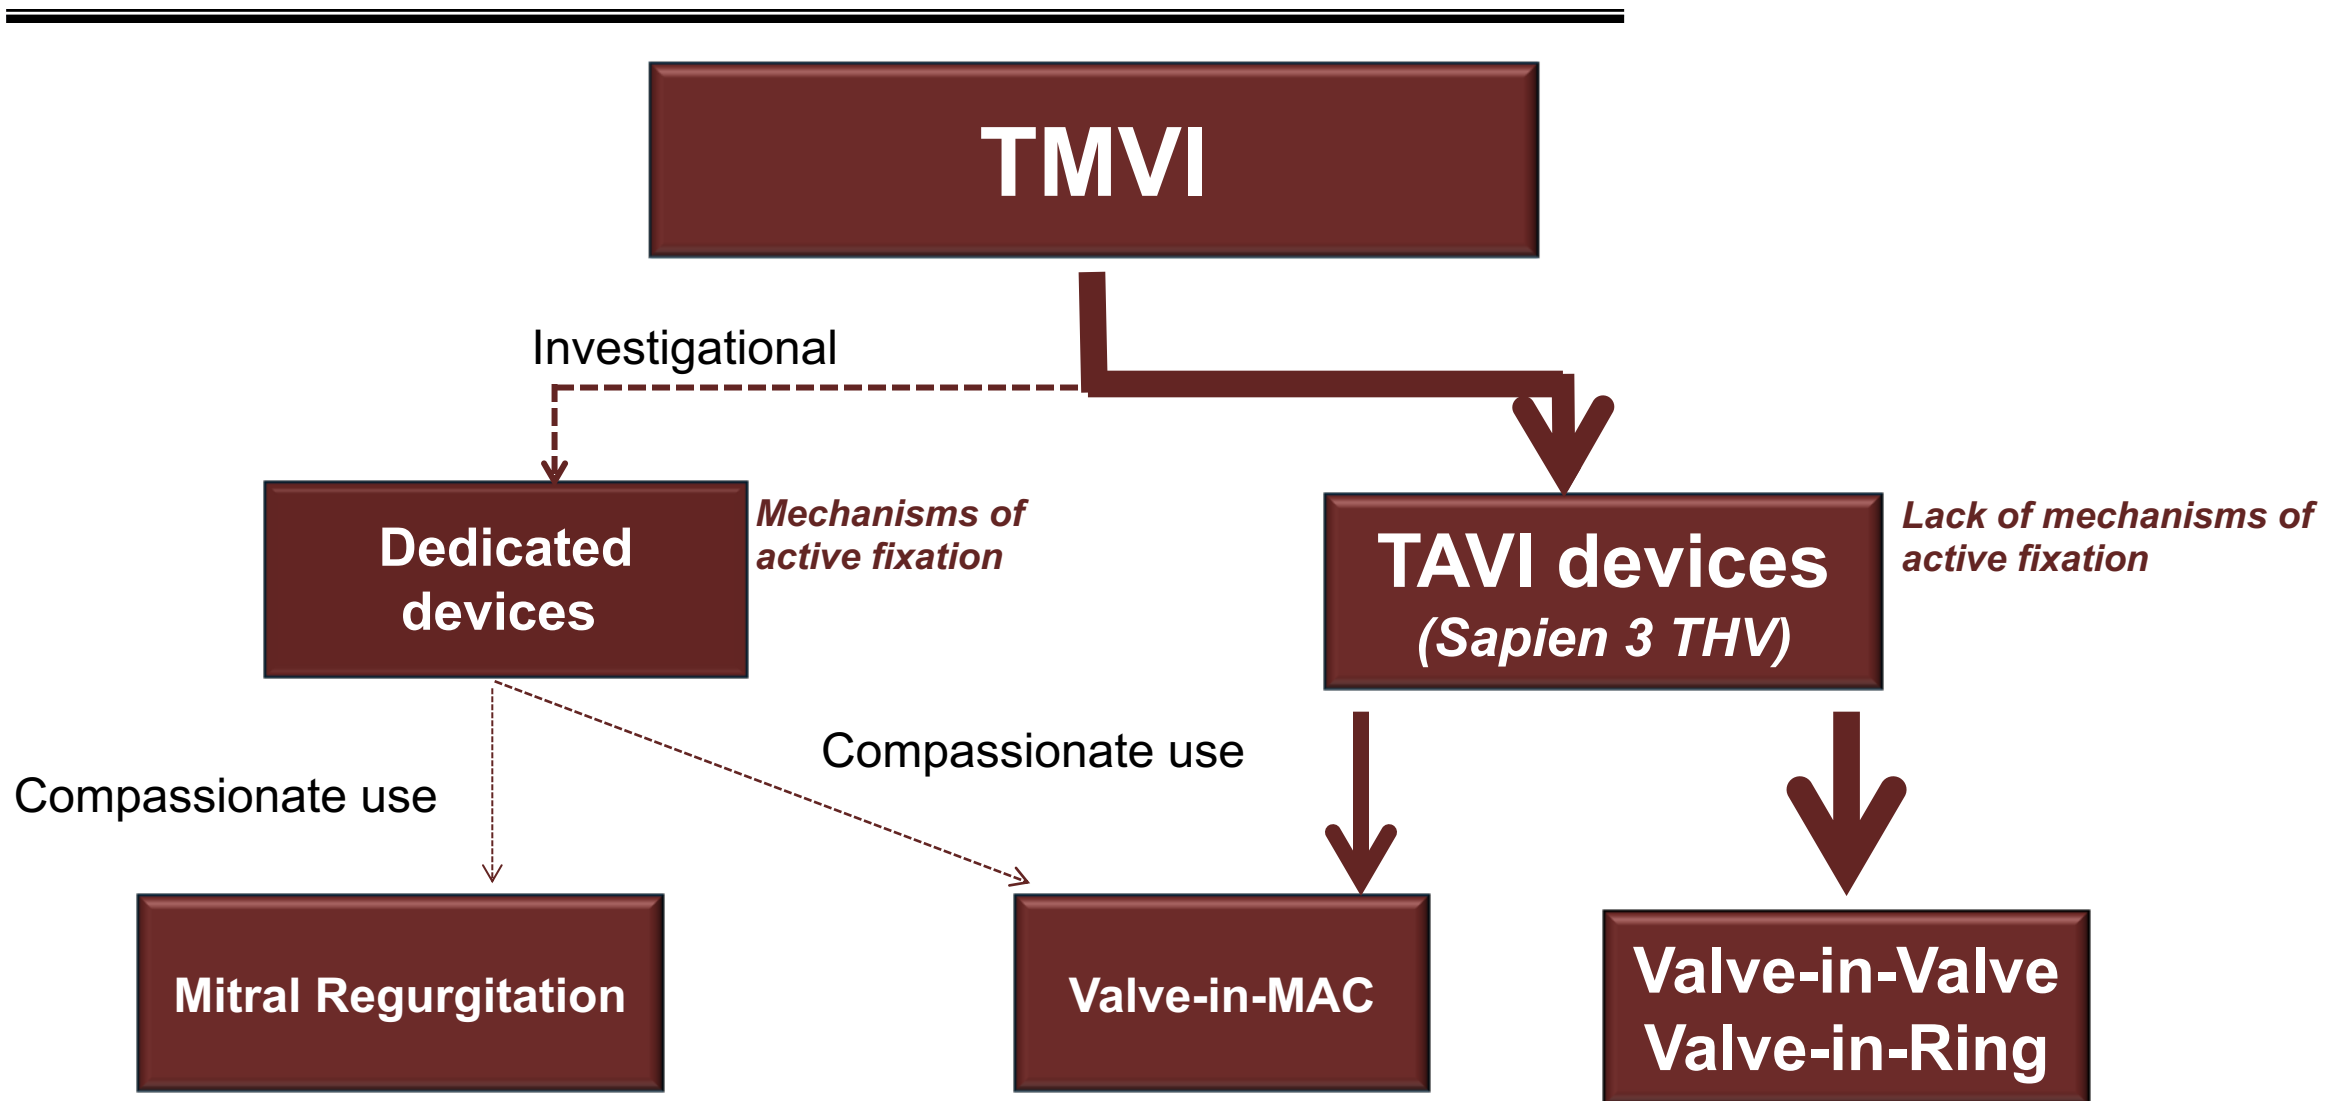 TMVI
Investigational
Dedicated
devices
Mechanisms of
active fixation
TAVI devices
(Sapien 3 THV)
Lack of mechanisms of
active fixation
Compassionate use
Compassionate use
Mitral Regurgitation
Valve-in-MAC
Valve-in-Valve
Valve-in-Ring